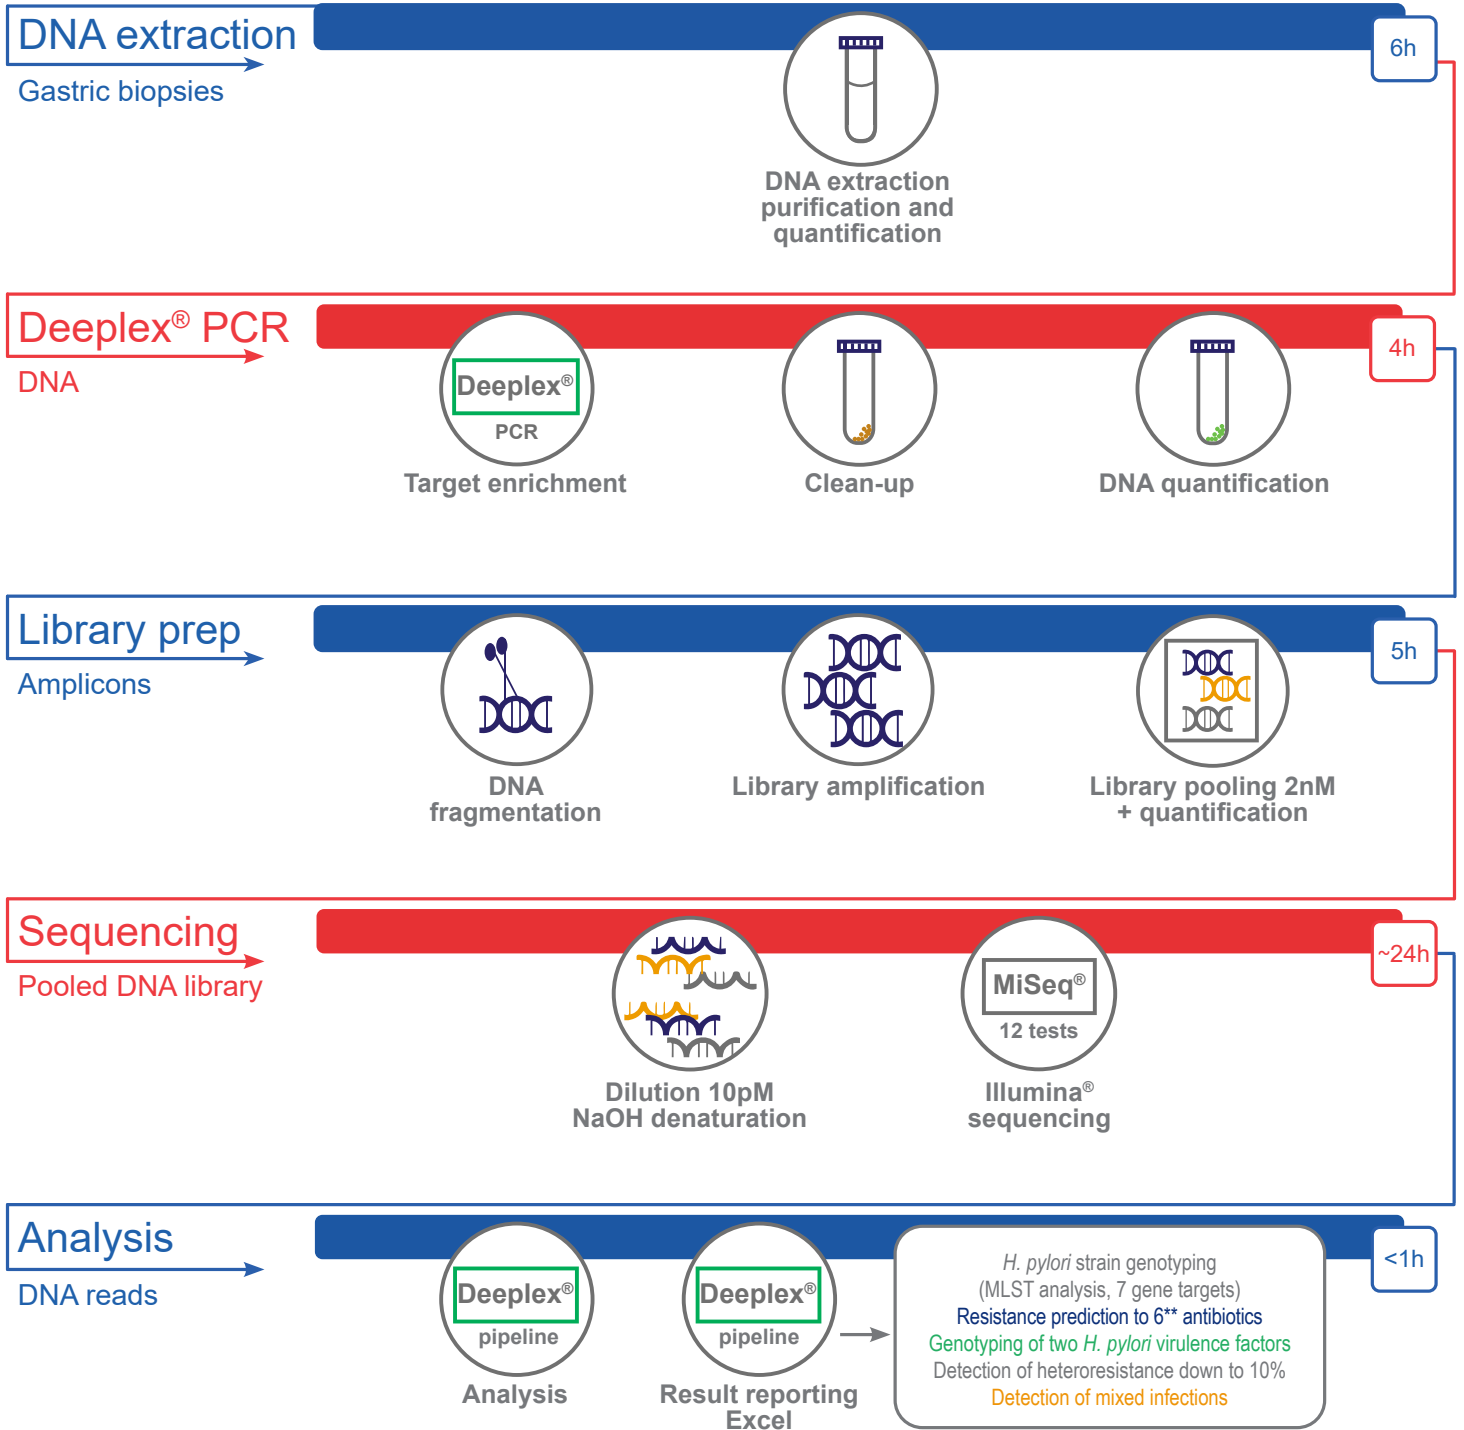 DNA extraction
6h
Gastric biopsies
DNA extraction
purification and
quantification
Deeplex® PCR
4h
DNA
Deeplex®
PCR
Target enrichment
Clean-up
DNA quantification
Library prep
5h
Amplicons
DNA
fragmentation
Library amplification
Library pooling 2nM
+ quantification
Sequencing
~24h
Pooled DNA library
MiSeq®
12 tests
Dilution 10pM
NaOH denaturation
Illumina®
sequencing
Analysis
<1h
DNA reads
Deeplex®
pipeline
Analysis
Deeplex®
pipeline
Result reporting
Excel
H. pylori strain genotyping
(MLST analysis, 7 gene targets)
Resistance prediction to 6** antibiotics
Genotyping of two H. pylori virulence factors
Detection of heteroresistance down to 10%
Detection of mixed infections